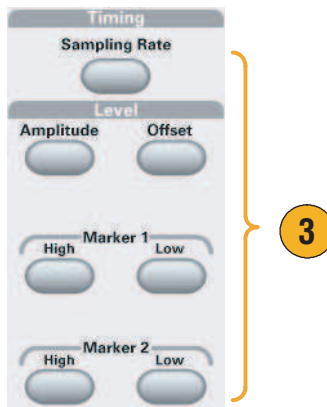 Timing
Sampling Rate
Level
Amplitude Offset
Marker 1
High Low
3
Marker 2
High Low